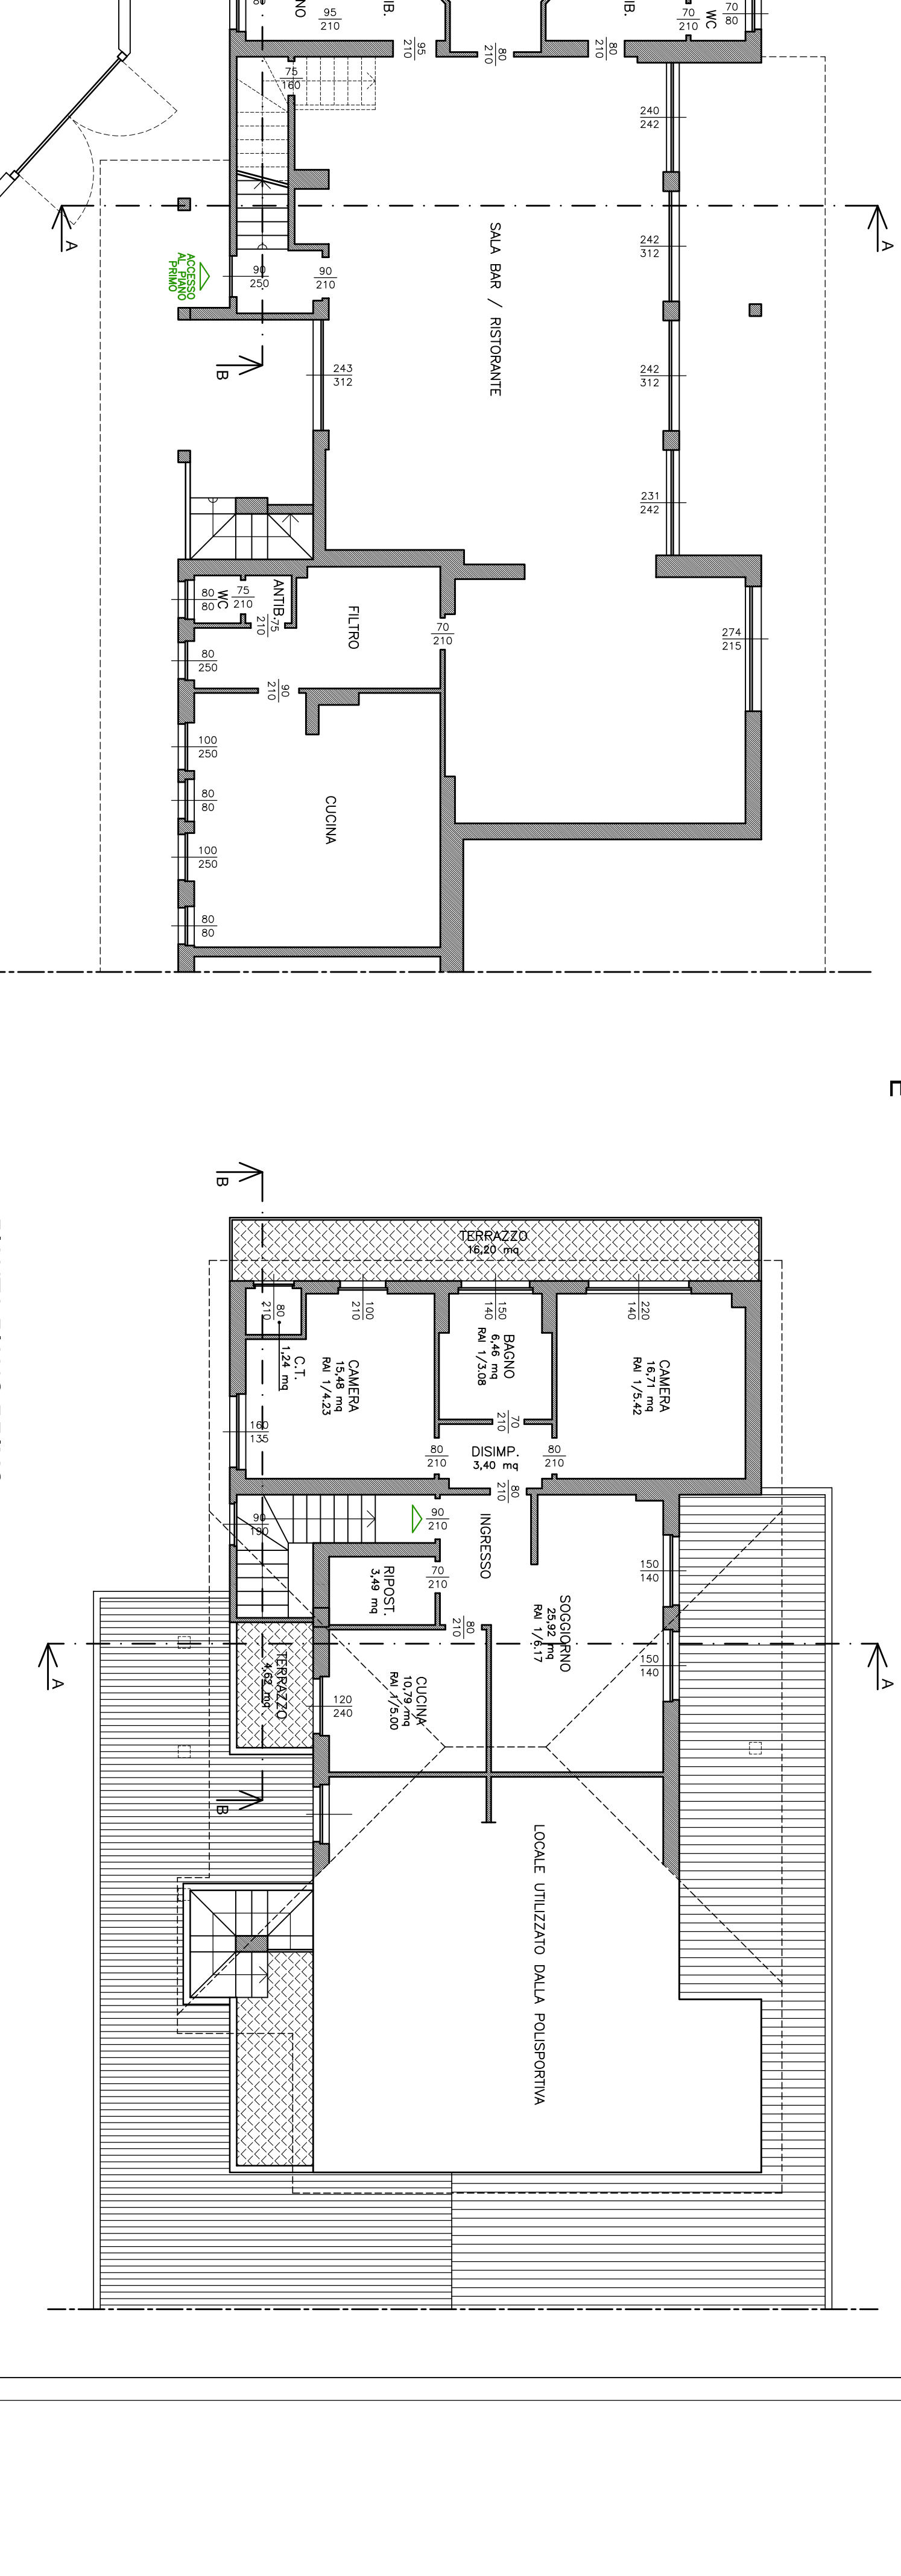 95
210
95
210
80
210
80
210
70
210
WC
70
80
75
160
240
242
A
A
242
312
SALA BAR / RISTORANTE
ACCESSO
AL PIANO
PRIMO
90
250
90
210
B
243
312
242
312
231
242
80
80
WC
75
210
ANTIB.
75
210
FILTRO
70
210
274
215
80
250
90
210
100
250
80
80
CUCINA
100
250
80
80
B
TERRAZZO
16,20 mq
80
210
100
210
150
140
220
140
C.T.
1,24 mq
CAMERA
15,48 mq
RAI 1/4.23
BAGNO
6,46 mq
RAI 1/3.08
CAMERA
16,71 mq
RAI 1/5.42
160
135
70
210
DISIMP.
3,40 mq
80
210
80
210
80
210
90
190
90
210
INGRESSO
150
140
RIPOST.
3,49 mq
70
210
80
210
SOGGIORNO
25,92 mq
RAI 1/6.17
A
A
TERRAZZO
4,62 mq
120
240
CUCINA
10,79 mq
RAI 1/5.00
150
140
B
LOCALE UTILIZZATO DALLA POLISPORTIVA